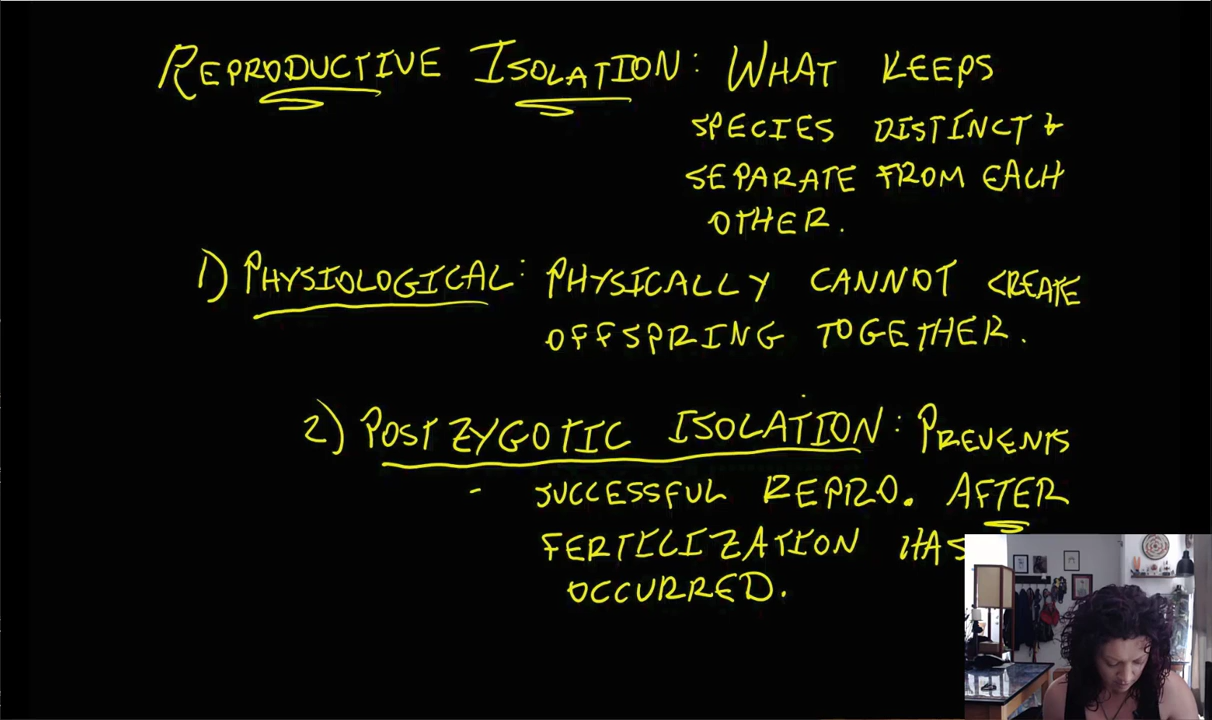 REPRODUCTIVE ISOLATION: WHAT KEEPS
SPECIES DISTINCT &
SEPARATE FROM EACH
OTHER.
1) PHYSIOLOGICAL: PHYSICALLY CANNOT CREATE
OFFSPRING TOGETHER.
2) POSTZYGOTIC ISOLATION: PREVENTS
- SUCCESSFUL REPRO. AFTER
FERTILIZATION HAS
OCCURRED.